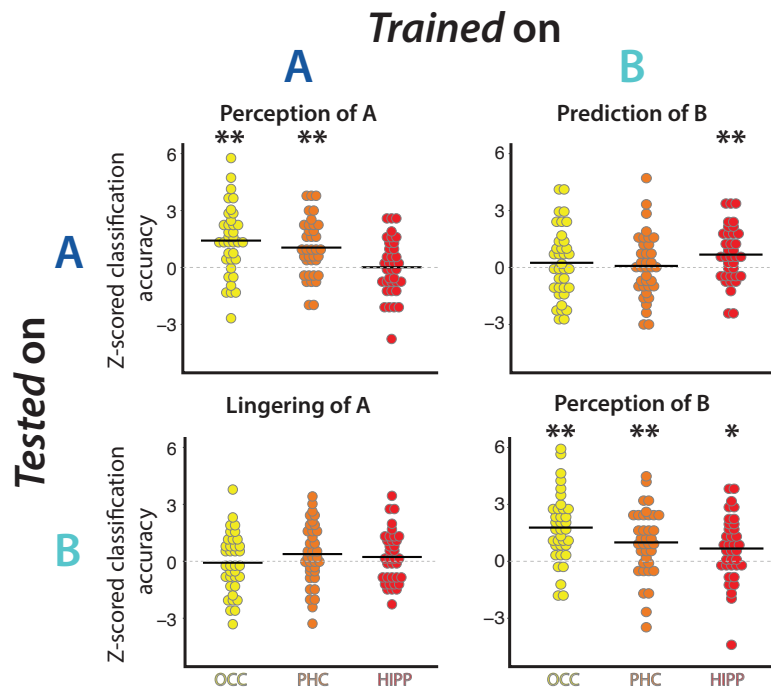 Trained on
A
B
Perception of A
Prediction of B
** **
**
6
3
0
−3
6
3
0
−3
Z-scored classification
accuracy
A
Tested on
Lingering of A
Perception of B
** ** *
6
3
0
−3
6
3
0
−3
Z-scored classification
accuracy
B
OCC PHC HIPP
OCC PHC HIPP